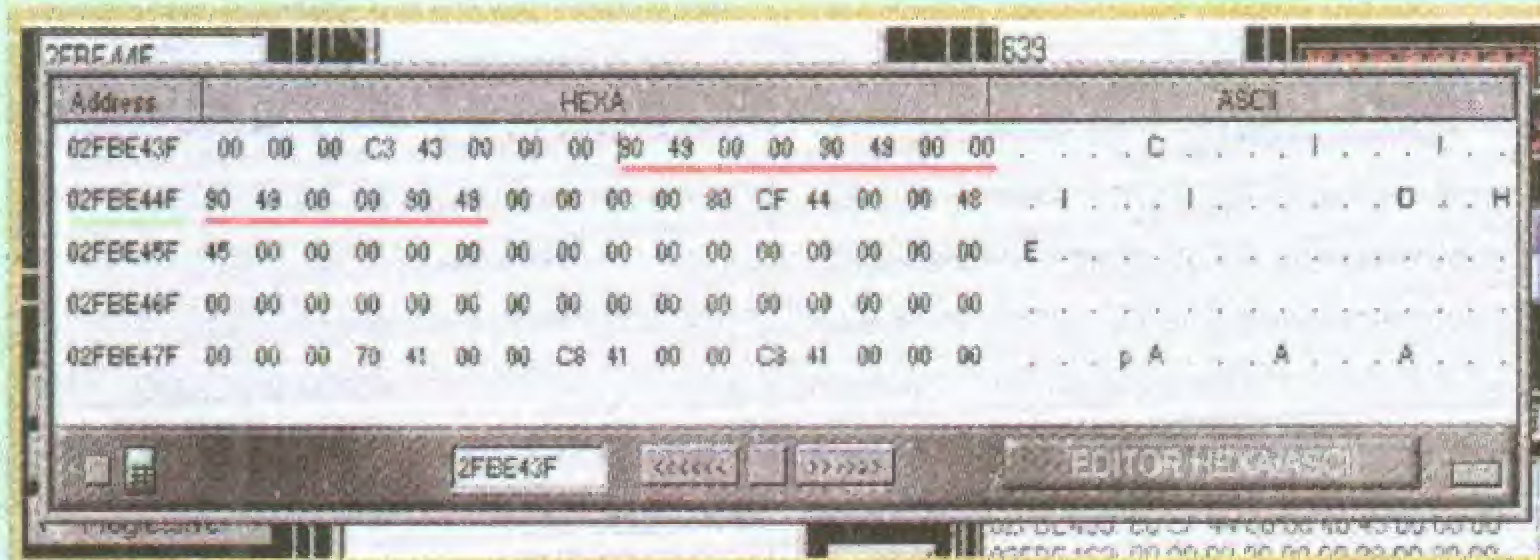 2FBE44F 639
Address HEXA ASCII
02FBE43F 00 00 00 C3 43 00 00 00 90 49 00 00 90 49 00 00 . . . . C . . . . I . . . I . .
02FBE44F 90 49 00 00 90 49 00 00 00 00 80 CF 44 00 00 48 . I . . . I . . . . . . D . . H
02FBE45F 45 00 00 00 00 00 00 00 00 00 00 00 00 00 00 00 E . . . . . . . . . . . . . . .
02FBE46F 00 00 00 00 00 00 00 00 00 00 00 00 00 00 00 00 . . . . . . . . . . . . . . . .
02FBE47F 00 00 00 70 41 00 00 C8 41 00 00 C8 41 00 00 00 . . . p A . . . A . . . A . . .
2FBE43F <<<<<< >>>>>> EDITOR HEXA/ASCII